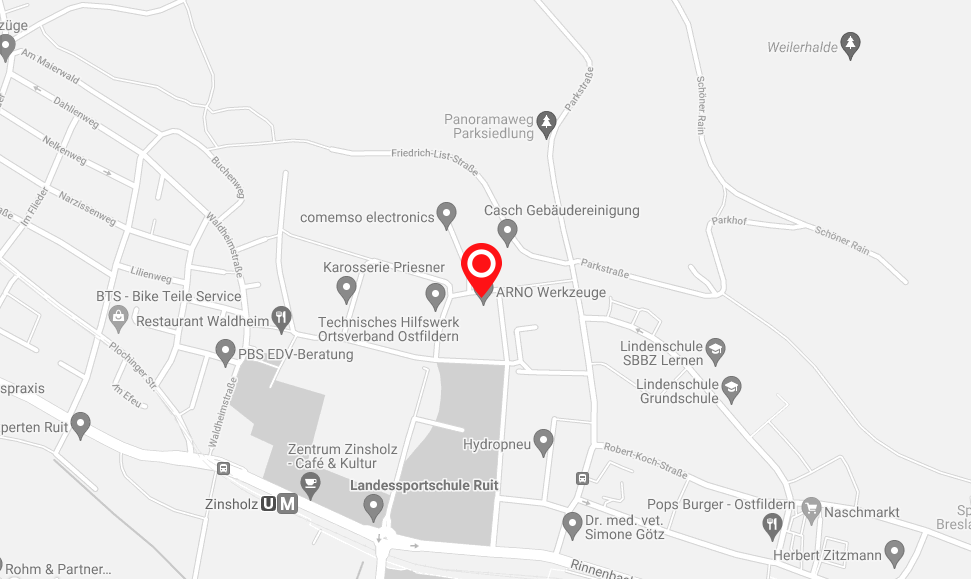 züge
Am Maierwald
Dahlienweg
Nelkenweg
Narzissenweg
Im Flieder
Buchenweg
Lilienweg
Waldheimstraße
Weilerhalde
Parkstraße
Schöner Rain
Panoramaweg
Parksiedlung
Friedrich-List-Straße
comemso electronics
Casch Gebäudereinigung
Parkhof
Schöner Rain
Parkstraße
Karosserie Priesner
ARNO Werkzeuge
BTS - Bike Teile Service
Restaurant Waldheim
Technisches Hilfswerk
Ortsverband Ostfildern
Plochinger Str.
PBS EDV-Beratung
Im Efeu
Lindenschule
SBBZ Lernen
Lindenschule
Grundschule
spraxis
perten Ruit
Waldheimstraße
Zentrum Zinsholz
- Café & Kultur
Hydropneu
Robert-Koch-Straße
Landessportschule Ruit
Zinsholz U M
Pops Burger - Ostfildern
Naschmarkt
Sp
Bresla
Dr. med. vet.
Simone Götz
Herbert Zitzmann
Rohm & Partner...
Rinnenba